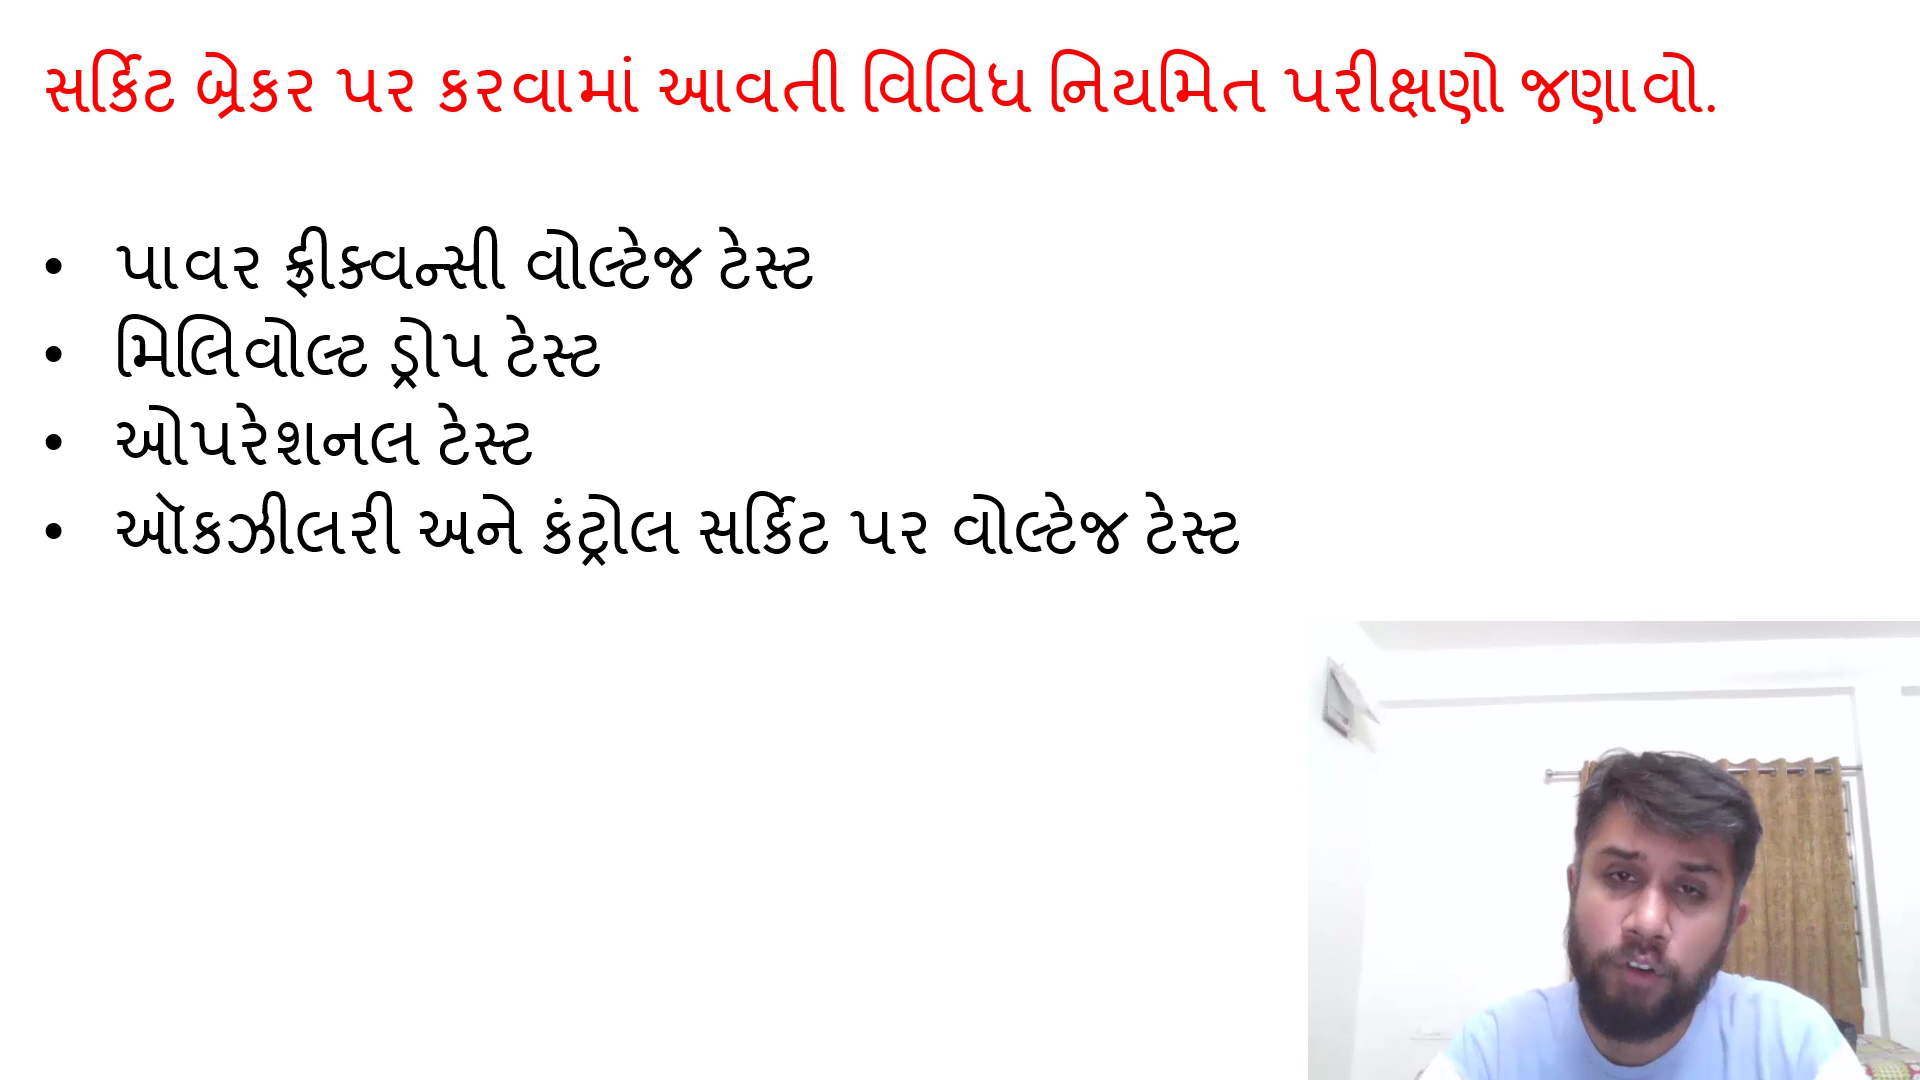 સર્કિટ બ્રેકર પર કરવામાં આવતી વિવિધ નિયમિત પરીક્ષણો જણાવો.
• પાવર ફ્રીક્વન્સી વોલ્ટેજ ટેસ્ટ
• મિલિવોલ્ટ ડ્રોપ ટેસ્ટ
• ઓપરેશનલ ટેસ્ટ
• ઑકઝીલરી અને કંટ્રોલ સર્કિટ પર વોલ્ટેજ ટેસ્ટ